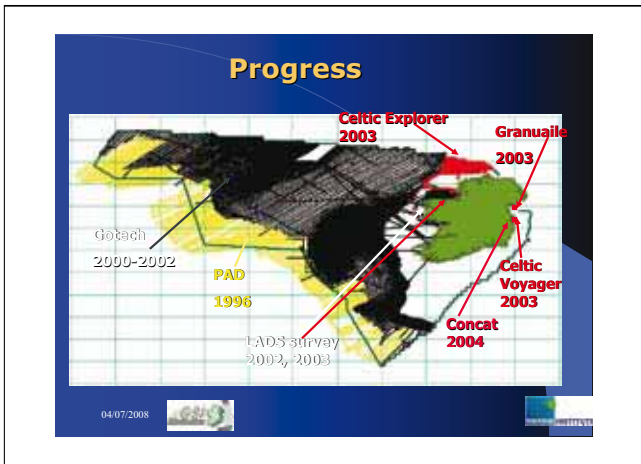 Progress
Celtic Explorer
2003
Granuaile
2003
Gotech
2000-2002
PAD
1996
Celtic
Voyager
2003
LADS survey
2002, 2003
Concat
2004
04/07/2008